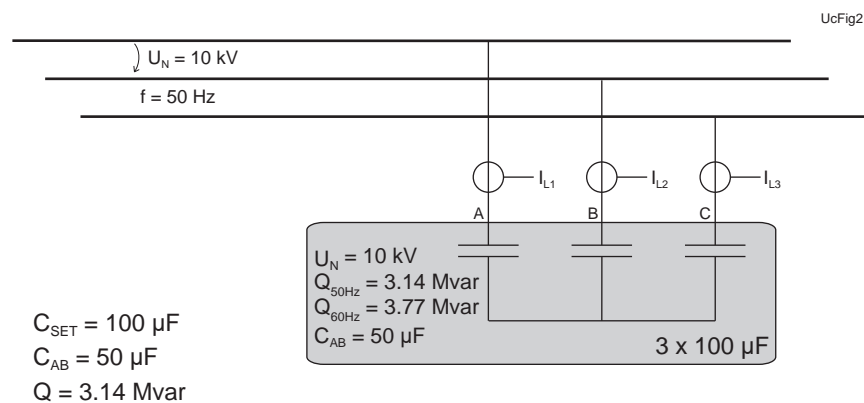 UcFig2
U_N = 10 kV
f = 50 Hz
I_L1
I_L2
I_L3
A
B
C
U_N = 10 kV
Q_50Hz = 3.14 Mvar
Q_60Hz = 3.77 Mvar
C_AB = 50 µF
3 x 100 µF
C_SET = 100 µF
C_AB = 50 µF
Q = 3.14 Mvar